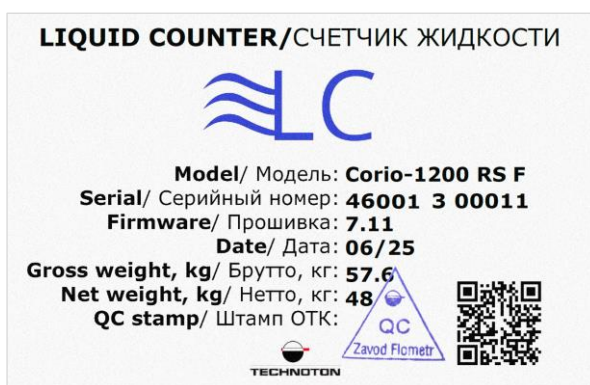 LIQUID COUNTER/СЧЕТЧИК ЖИДКОСТИ
LC
Model/ Модель: Corio-1200 RS F
Serial/ Серийный номер: 46001 3 00011
Firmware/ Прошивка: 7.11
Date/ Дата: 06/25
Gross weight, kg/ Брутто, кг: 57.6
Net weight, kg/ Нетто, кг: 48
QC stamp/ Штамп ОТК:
QC
Zavod Flometr
TECHNOTON